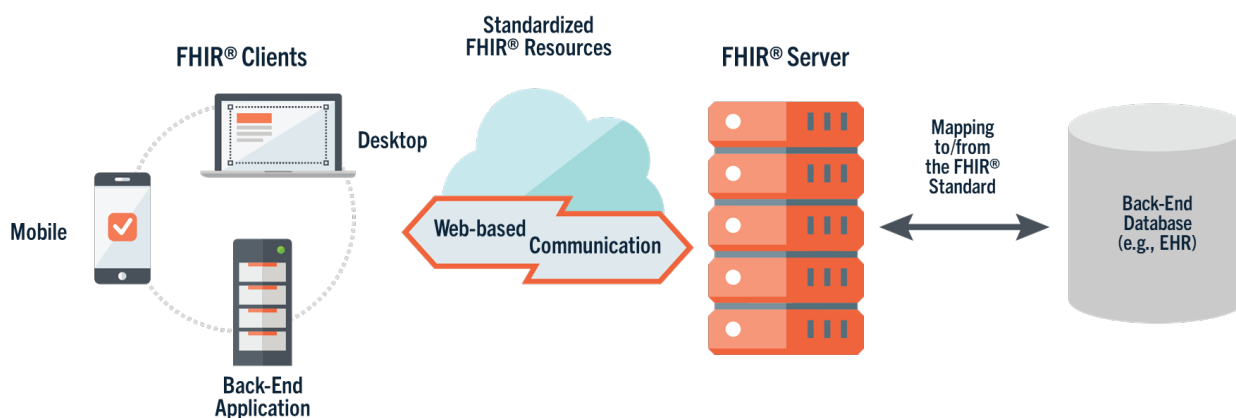 FHIR® Clients
Desktop
Mobile
Back-End
Application
Standardized
FHIR® Resources
Web-based
Communication
FHIR® Server
Mapping
to/from
the FHIR®
Standard
Back-End
Database
(e.g., EHR)